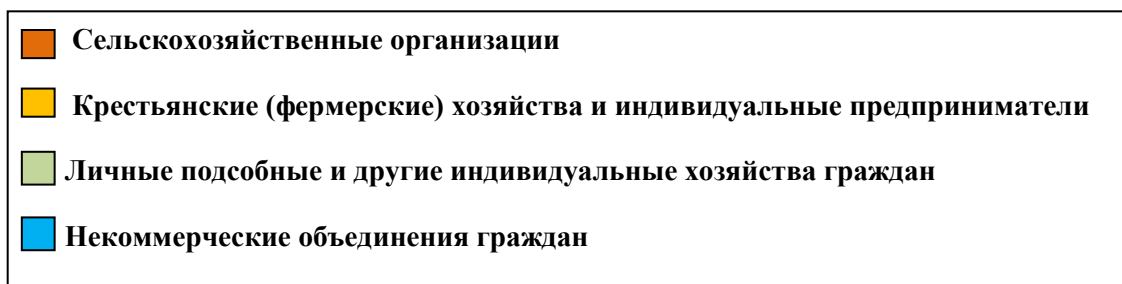 Сельскохозяйственные организации
Крестьянские (фермерские) хозяйства и индивидуальные предприниматели
Личные подсобные и другие индивидуальные хозяйства граждан
Некоммерческие объединения граждан